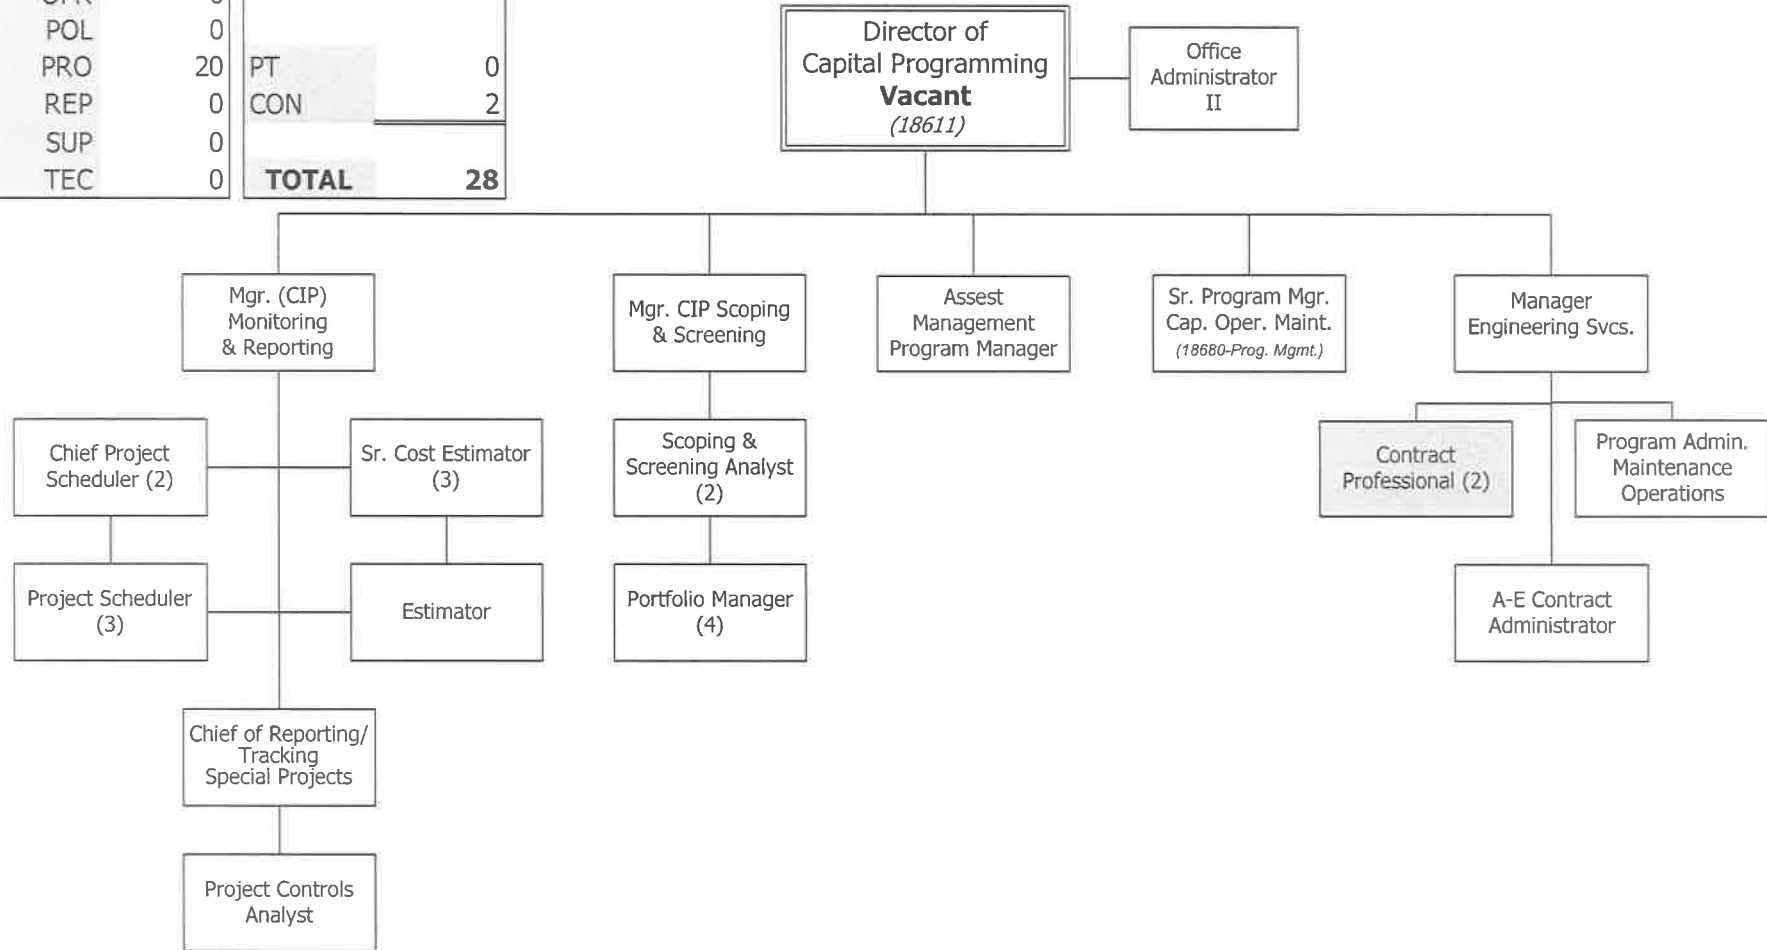 POL 0
PRO 20 PT 0
REP 0 CON 2
SUP 0
TEC 0 TOTAL 28
Director of
Capital Programming
Vacant
(18611)
Office
Administrator
II
Mgr. (CIP)
Monitoring
& Reporting
Mgr. CIP Scoping
& Screening
Assest
Management
Program Manager
Sr. Program Mgr.
Cap. Oper. Maint.
(18680-Prog. Mgmt.)
Manager
Engineering Svcs.
Chief Project
Scheduler (2)
Sr. Cost Estimator
(3)
Scoping &
Screening Analyst
(2)
Contract
Professional (2)
Program Admin.
Maintenance
Operations
Project Scheduler
(3)
Estimator
Portfolio Manager
(4)
A-E Contract
Administrator
Chief of Reporting/
Tracking
Special Projects
Project Controls
Analyst